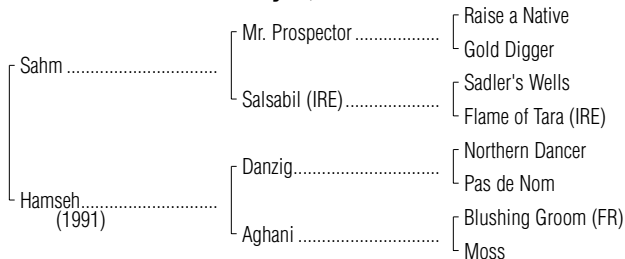 Raise a Native
Mr. Prospector ..................
Gold Digger
Sahm ................................
Sadler's Wells
Salsabil (IRE)....................
Flame of Tara (IRE)
Northern Dancer
Danzig...............................
Pas de Nom
Hamseh.............................
(1991)
Blushing Groom (FR)
Aghani ..............................
Moss